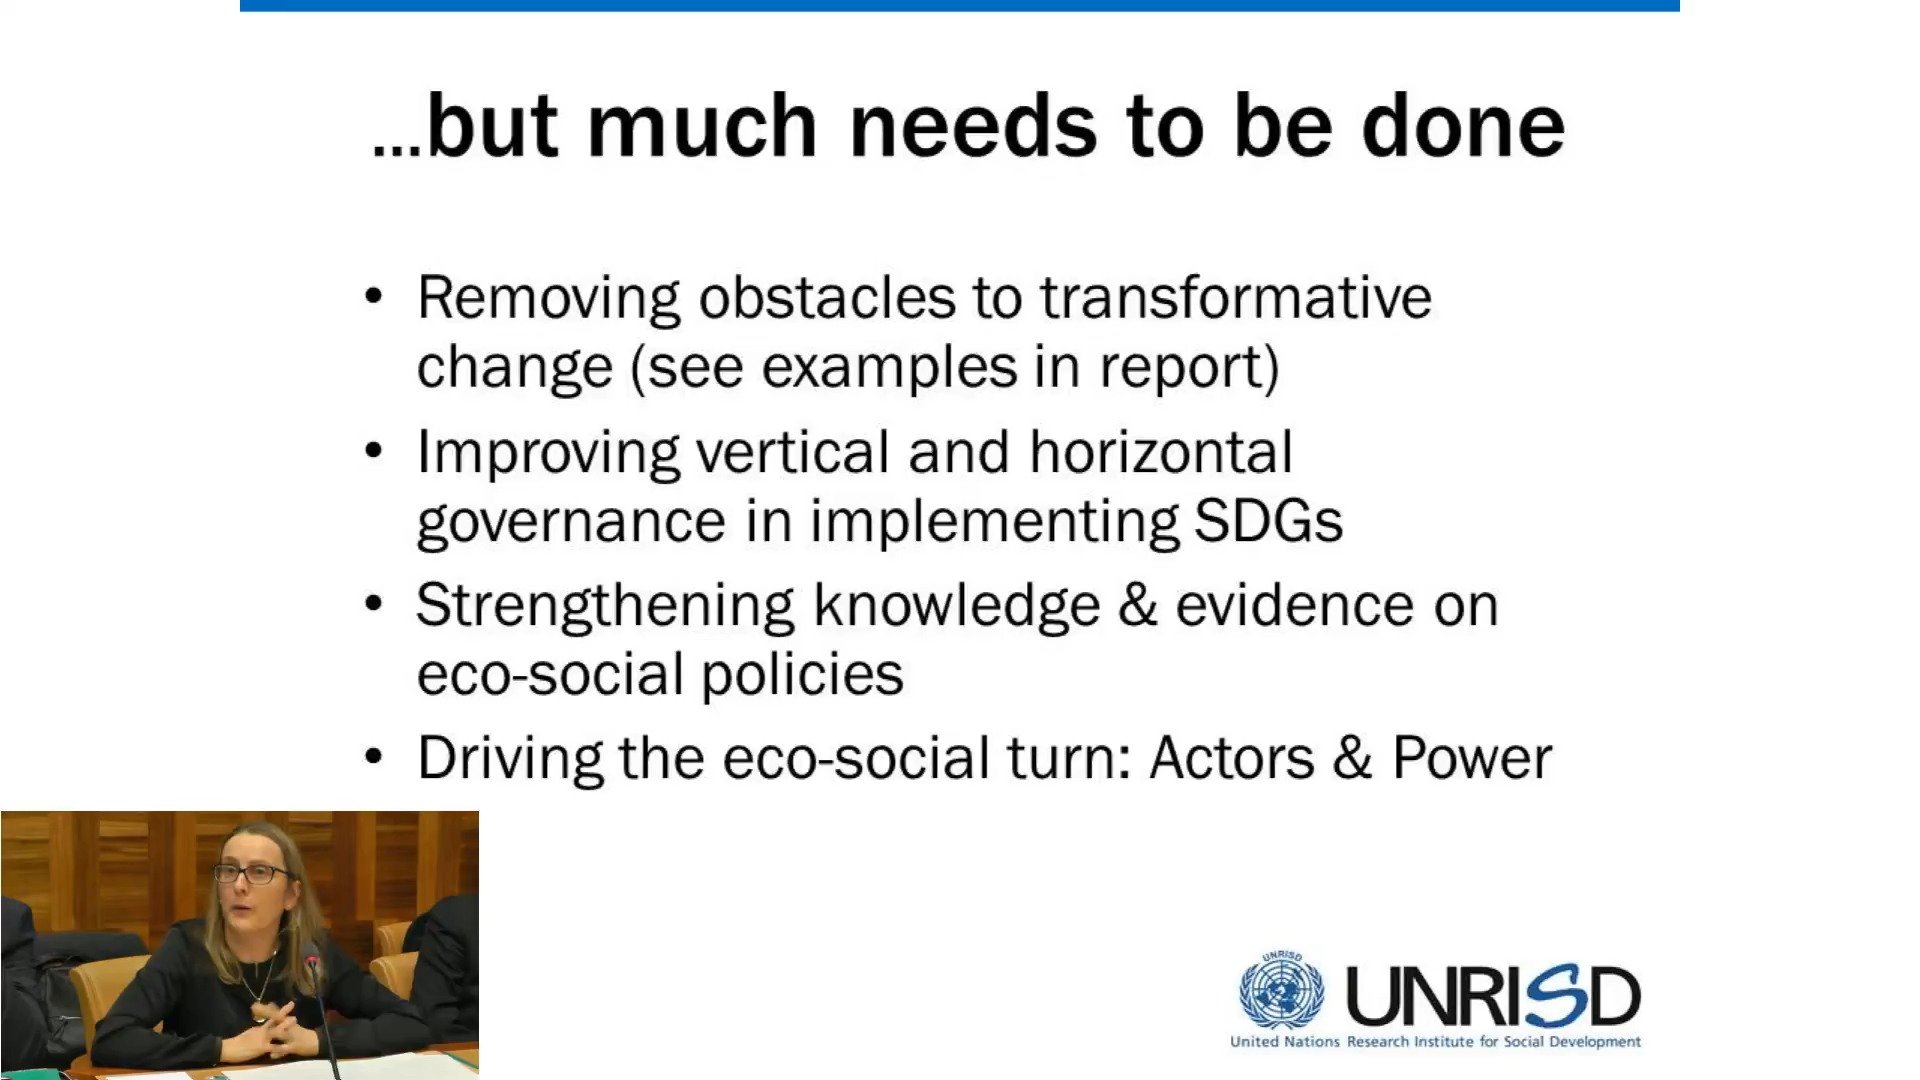 ...but much needs to be done
• Removing obstacles to transformative
change (see examples in report)
• Improving vertical and horizontal
governance in implementing SDGs
• Strengthening knowledge & evidence on
eco-social policies
• Driving the eco-social turn: Actors & Power
UNRISD
UNRISD
United Nations Research Institute for Social Development